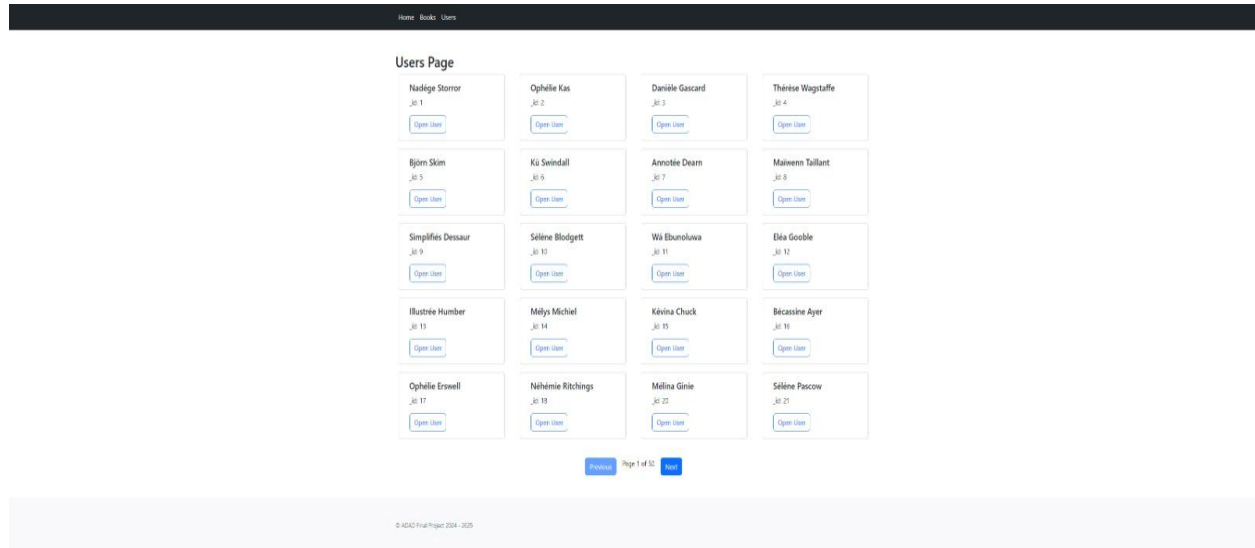 Home Books Users
Users Page
Nadége Storror
_id: 1
Open User
Ophélie Kas
_id: 2
Open User
Danièle Gascard
_id: 3
Open User
Thérèse Wagstaffe
_id: 4
Open User
Björn Skim
_id: 5
Open User
Kù Swindall
_id: 6
Open User
Annotée Dearn
_id: 7
Open User
Maïwenn Taillant
_id: 8
Open User
Simplifiés Dessaur
_id: 9
Open User
Sélène Blodgett
_id: 10
Open User
Wá Ebunoluwa
_id: 11
Open User
Eléa Gooble
_id: 12
Open User
Illustrée Humber
_id: 13
Open User
Mélys Michiel
_id: 14
Open User
Kévina Chuck
_id: 15
Open User
Bécassine Ayer
_id: 16
Open User
Ophélie Erswell
_id: 17
Open User
Néhémie Ritchings
_id: 18
Open User
Mélina Ginie
_id: 20
Open User
Séléne Pascow
_id: 21
Open User
Previous Page 1 of 50 Next
© ADAD Final Project 2024 - 2025